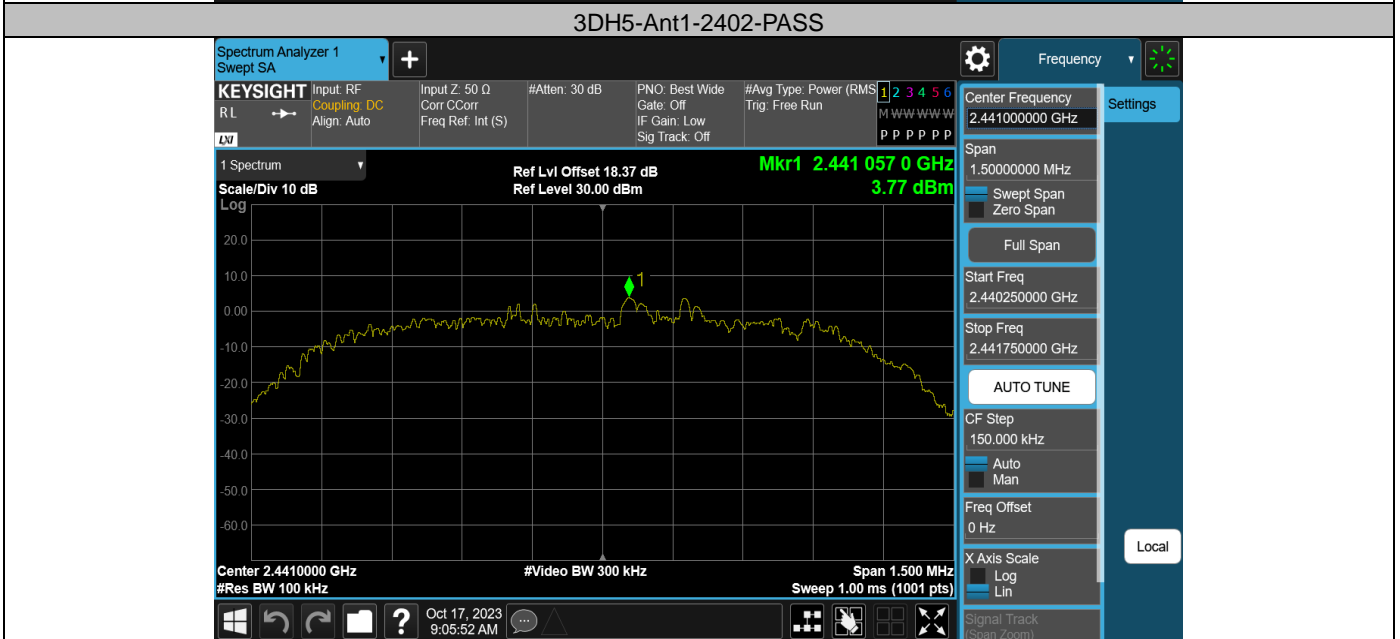 3DH5-Ant1-2402-PASS
Spectrum Analyzer 1
Swept SA
Frequency
KEYSIGHT
R L
LXI
Input: RF
Coupling: DC
Align: Auto
Input Z: 50 Ω
Corr CCorr
Freq Ref: Int (S)
#Atten: 30 dB
PNO: Best Wide
Gate: Off
IF Gain: Low
Sig Track: Off
#Avg Type: Power (RMS
Trig: Free Run
1 2 3 4 5 6
M W W W W W
P P P P P P
1 Spectrum
Scale/Div 10 dB
Log
Ref Lvl Offset 18.37 dB
Ref Level 30.00 dBm
Mkr1 2.441 057 0 GHz
3.77 dBm
20.0
10.0
0.00
-10.0
-20.0
-30.0
-40.0
-50.0
-60.0
1
Center 2.4410000 GHz
#Res BW 100 kHz
#Video BW 300 kHz
Span 1.500 MHz
Sweep 1.00 ms (1001 pts)
Center Frequency
2.441000000 GHz
Settings
Span
1.50000000 MHz
Swept Span
Zero Span
Full Span
Start Freq
2.440250000 GHz
Stop Freq
2.441750000 GHz
AUTO TUNE
CF Step
150.000 kHz
Auto
Man
Freq Offset
0 Hz
X Axis Scale
Log
Lin
Signal Track
(Span Zoom)
Local
?
Oct 17, 2023
9:05:52 AM